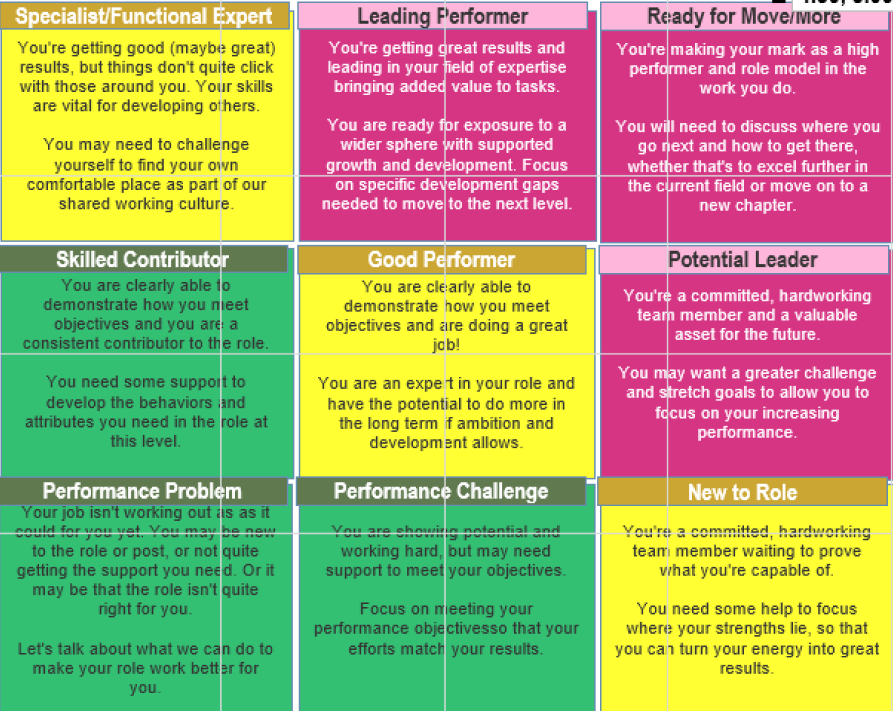 Specialist/Functional Expert
You're getting good (maybe great)
results, but things don't quite click
with those around you. Your skills
are vital for developing others.
You may need to challenge
yourself to find your own
comfortable place as part of our
shared working culture.
Leading Performer
You're getting great results and
leading in your field of expertise
bringing added value to tasks.
You are ready for exposure to a
wider sphere with supported
growth and development. Focus
on specific development gaps
needed to move to the next level.
Ready for Move/More
You're making your mark as a high
performer and role model in the
work you do.
You will need to discuss where you
go next and how to get there,
whether that's to excel further in
the current field or move on to a
new chapter.
Skilled Contributor
You are clearly able to
demonstrate how you meet
objectives and you are a
consistent contributor to the role.
You need some support to
develop the behaviors and
attributes you need in the role at
this level.
Good Performer
You are clearly able to
demonstrate how you meet
objectives and are doing a great
job!
You are an expert in your role and
have the potential to do more in
the long term if ambition and
development allows.
Potential Leader
You're a committed, hardworking
team member and a valuable
asset for the future.
You may want a greater challenge
and stretch goals to allow you to
focus on your increasing
performance.
Performance Problem
Your job isn't working out as as it
could for you yet. You may be new
to the role or post, or not quite
getting the support you need. Or it
may be that the role isn't quite
right for you.
Let's talk about what we can do to
make your role work better for
you.
Performance Challenge
You are showing potential and
working hard, but may need
support to meet your objectives.
Focus on meeting your
performance objectivesso that your
efforts match your results.
New to Role
You're a committed, hardworking
team member waiting to prove
what you're capable of.
You need some help to focus
where your strengths lie, so that
you can turn your energy into great
results.